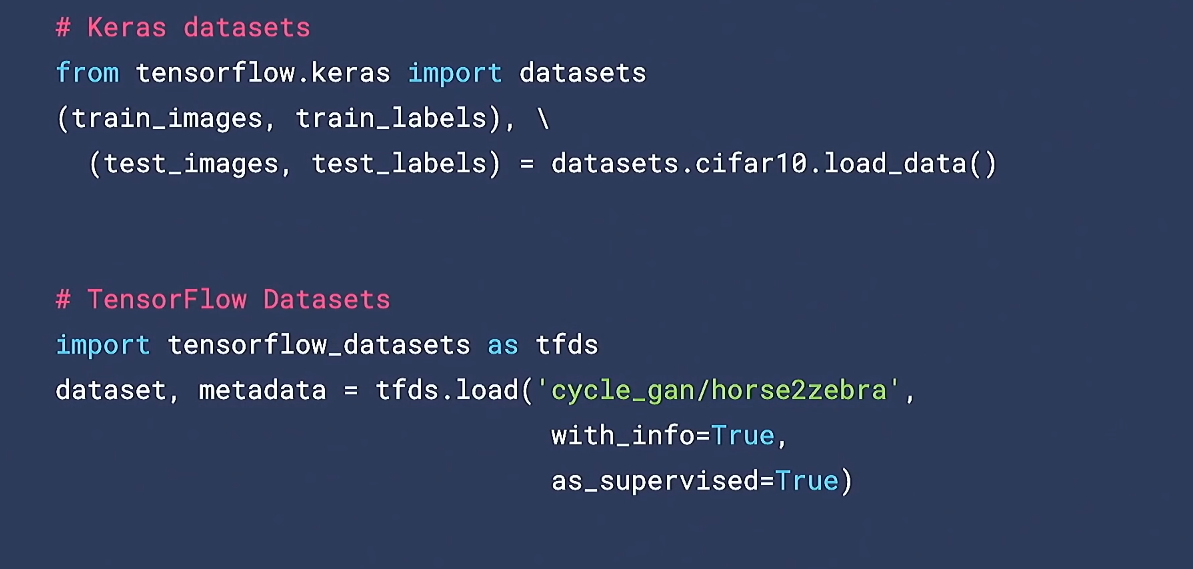 # Keras datasets
from tensorflow.keras import datasets
(train_images, train_labels), \
  (test_images, test_labels) = datasets.cifar10.load_data()
# TensorFlow Datasets
import tensorflow_datasets as tfds
dataset, metadata = tfds.load('cycle_gan/horse2zebra',
                               with_info=True,
                               as_supervised=True)